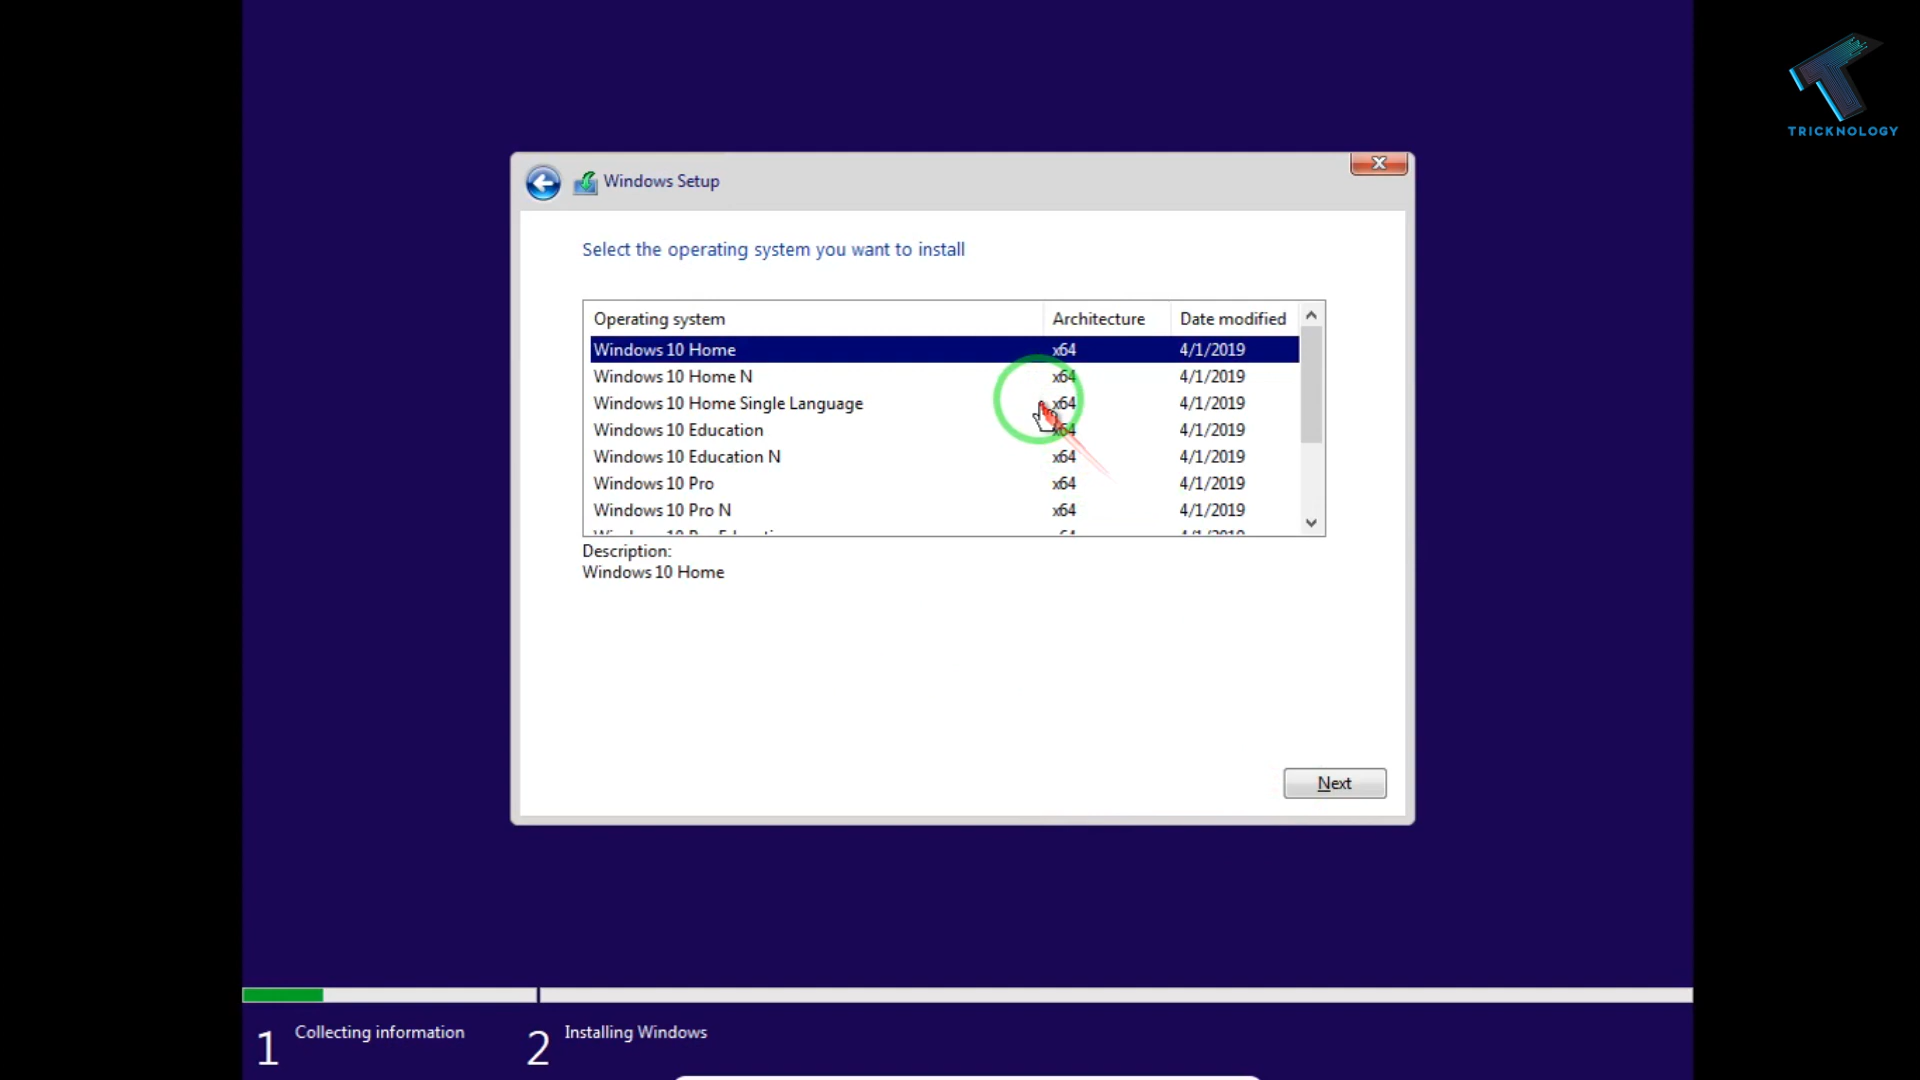 TRICKNOLOGY
Windows Setup
Select the operating system you want to install
Operating system Architecture Date modified
Windows 10 Home x64 4/1/2019
Windows 10 Home N x64 4/1/2019
Windows 10 Home Single Language x64 4/1/2019
Windows 10 Education x64 4/1/2019
Windows 10 Education N x64 4/1/2019
Windows 10 Pro x64 4/1/2019
Windows 10 Pro N x64 4/1/2019
Description:
Windows 10 Home
Next
1 Collecting information 2 Installing Windows